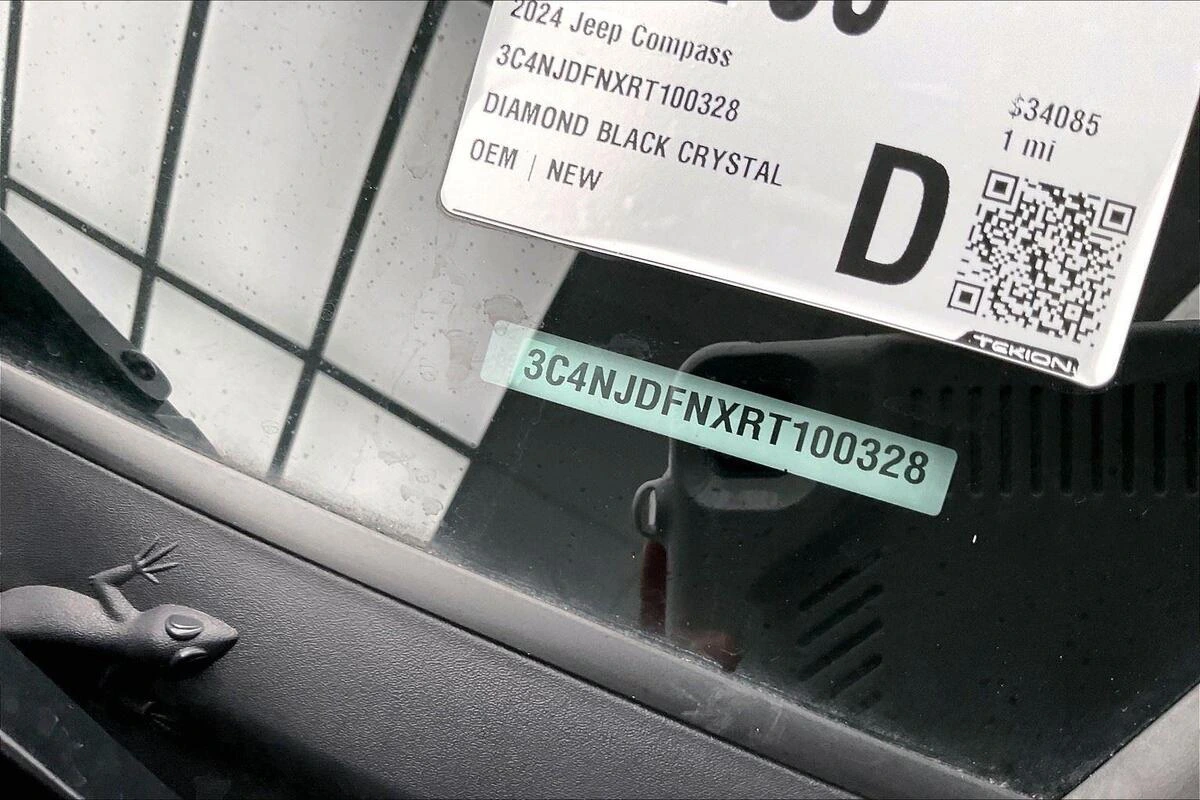 2024 Jeep Compass
3C4NJDFNXRT100328
DIAMOND BLACK CRYSTAL
OEM | NEW
$34085
1 mi
D
TEKION
3C4NJDFNXRT100328